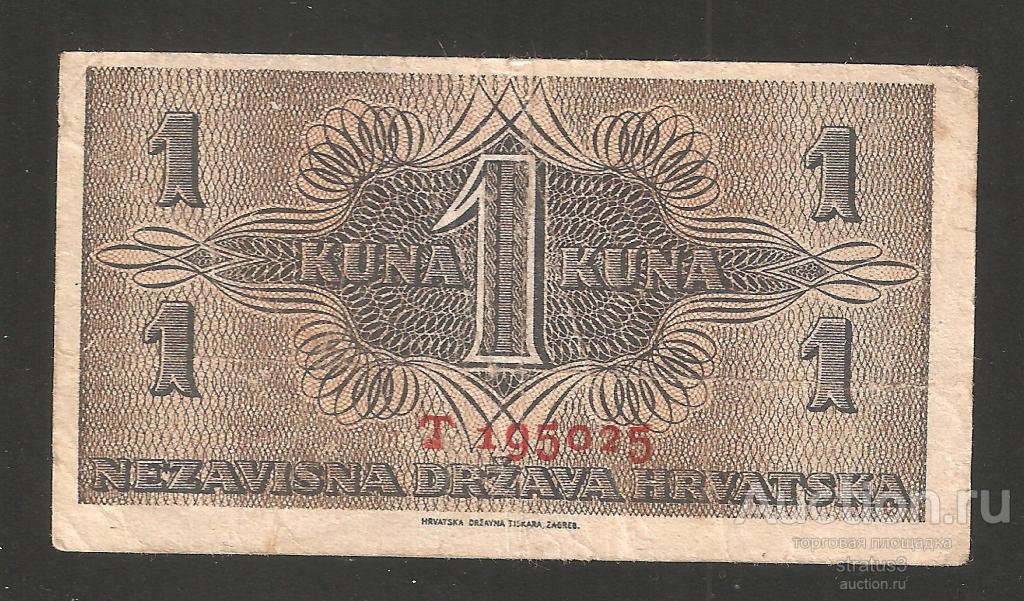 1 1
KUNA 1 KUNA
1 1
T 195025
NEZAVISNA DRŽAVA HRVATSKA
HRVATSKA DRŽAVNA TISKARA, ZAGREB.
Auction.ru
торговая площадка
stratus3
auction.ru